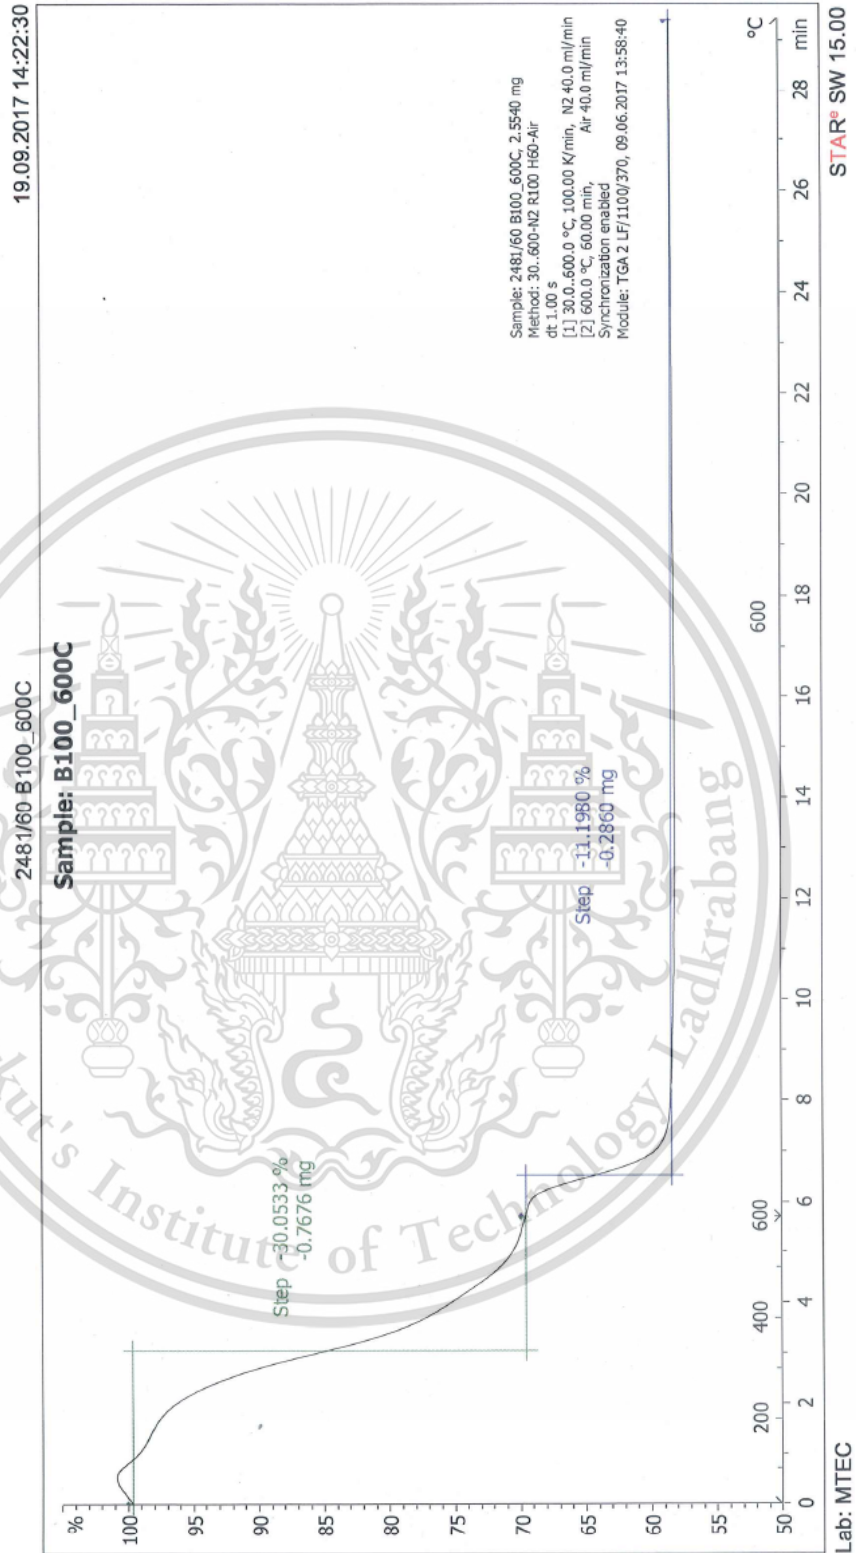 2481/60 B100_600C
19.09.2017 14:22:30
Sample: B100_600C
%
100
95
90
85
80
75
70
65
60
55
50
Step -30.0533 %
-0.7676 mg
Step -11.1980 %
-0.2860 mg
Sample: 2481/60 B100_600C, 2.5540 mg
Method: 30..600-N2 R100 H60-Air
dt 1.00 s
[1] 30.0..600.0 °C, 100.00 K/min, N2 40.0 ml/min
[2] 600.0 °C, 60.00 min, Air 40.0 ml/min
Synchronization enabled
Module: TGA 2 LF/1100/370, 09.06.2017 13:58:40
200 400 600 600 °C
0 2 4 6 8 10 12 14 16 18 20 22 24 26 28 min
Lab: MTEC
STARe SW 15.00
kut's Institute of Technology Ladkrabang